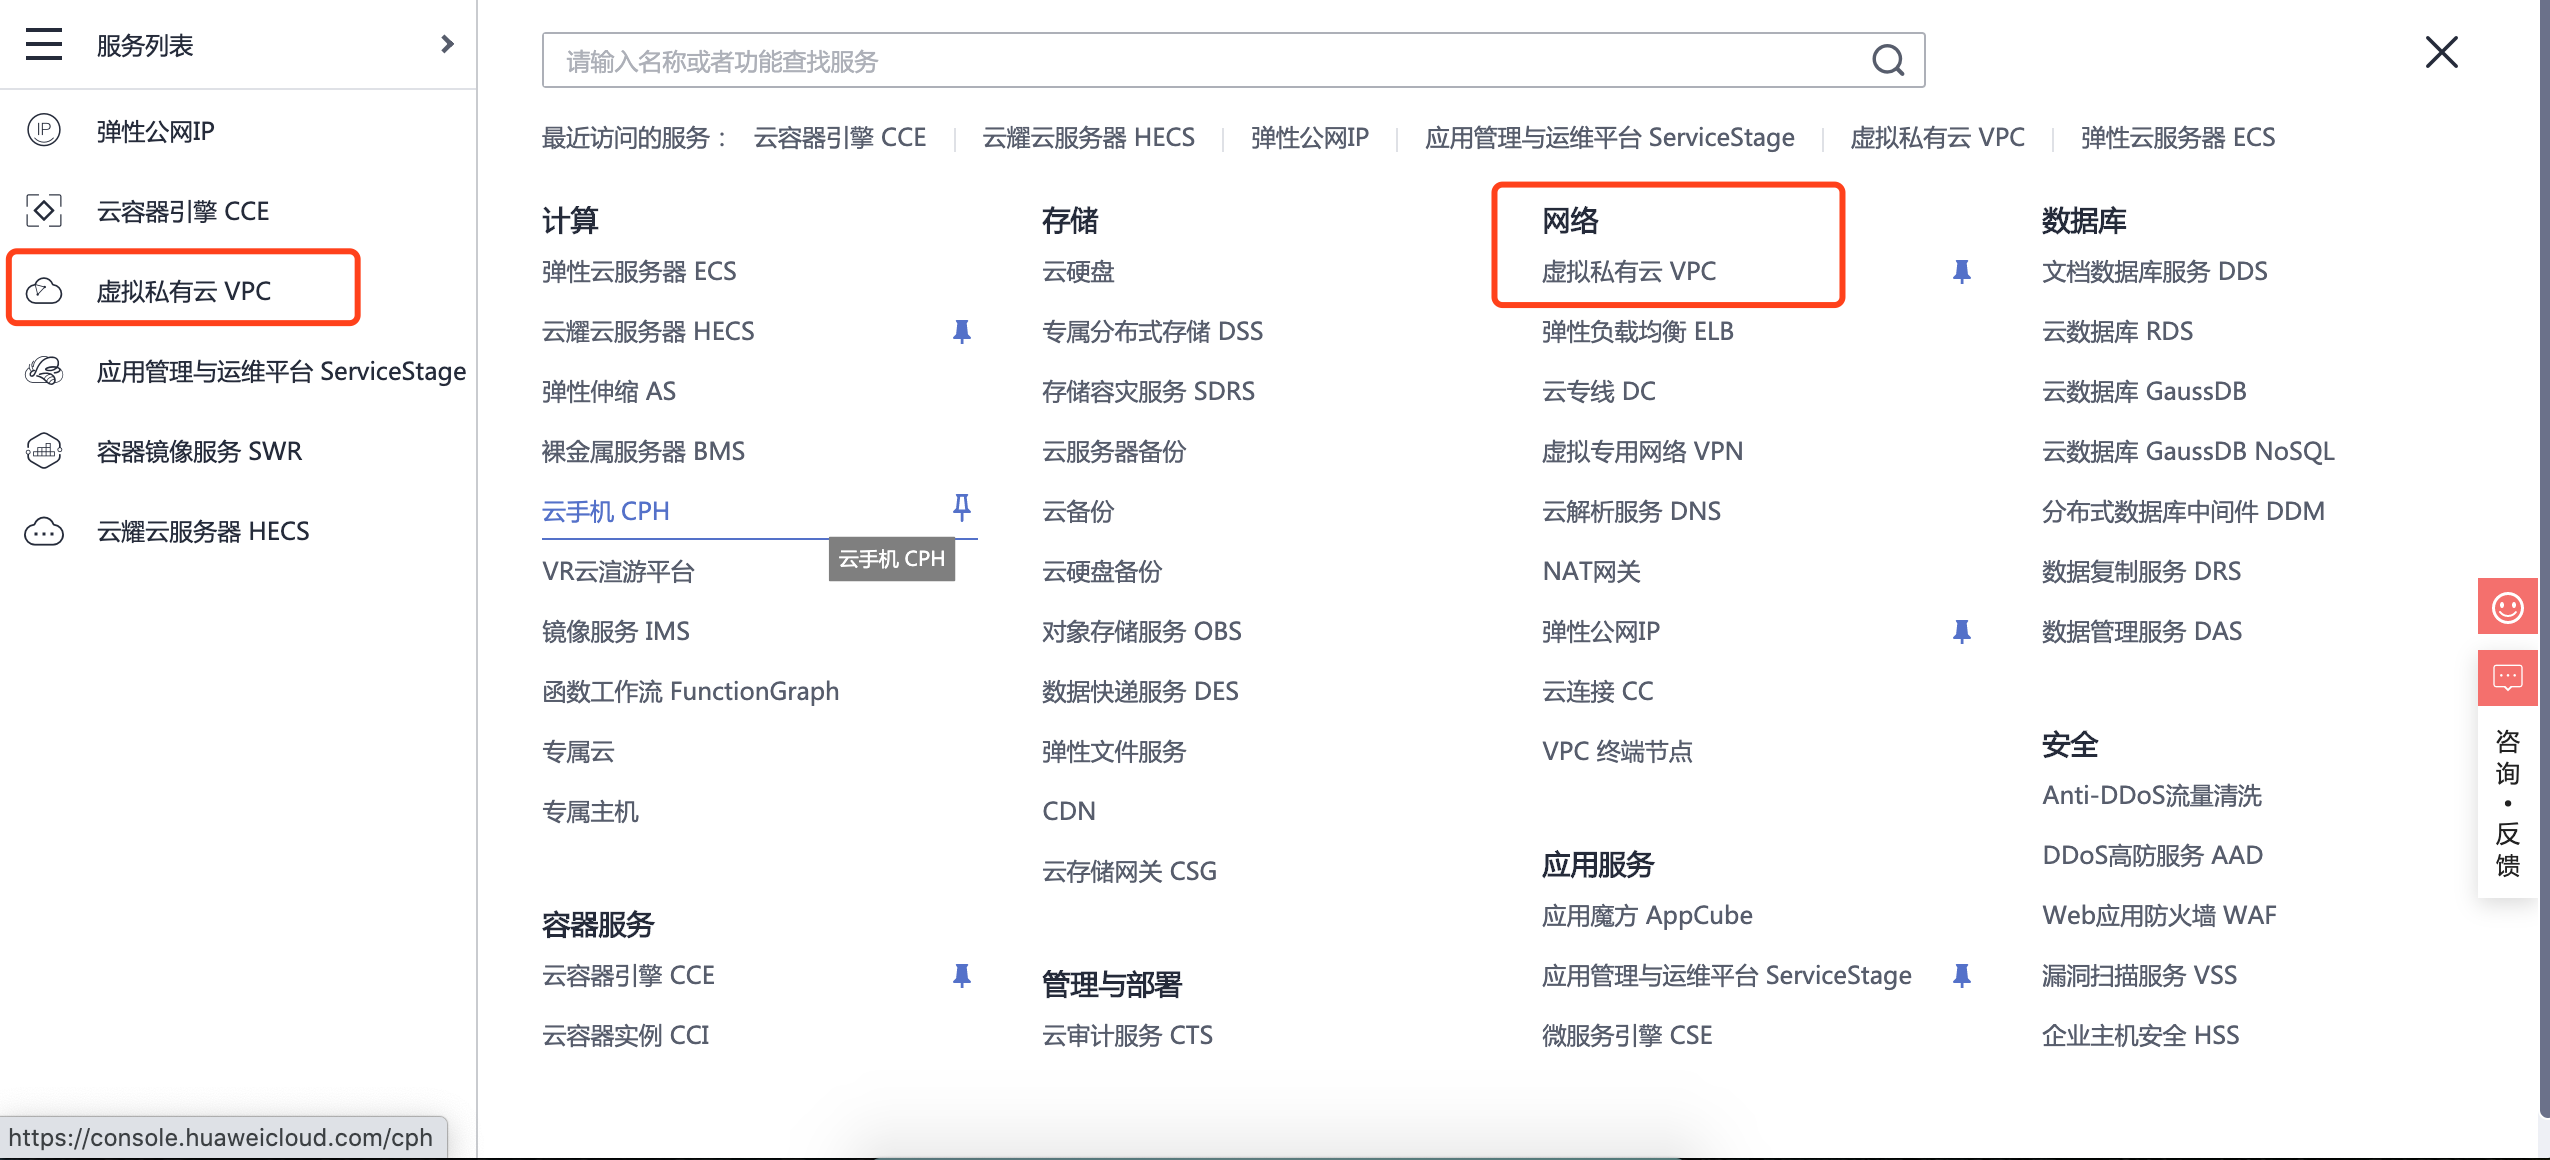 服务列表
弹性公网IP
云容器引擎 CCE
虚拟私有云 VPC
应用管理与运维平台 ServiceStage
容器镜像服务 SWR
云耀云服务器 HECS
请输入名称或者功能查找服务
最近访问的服务： 云容器引擎 CCE 云耀云服务器 HECS 弹性公网IP 应用管理与运维平台 ServiceStage 虚拟私有云 VPC 弹性云服务器 ECS
计算
弹性云服务器 ECS
云耀云服务器 HECS
弹性伸缩 AS
裸金属服务器 BMS
云手机 CPH
云手机 CPH
VR云渲游平台
镜像服务 IMS
函数工作流 FunctionGraph
专属云
专属主机
容器服务
云容器引擎 CCE
云容器实例 CCI
存储
云硬盘
专属分布式存储 DSS
存储容灾服务 SDRS
云服务器备份
云备份
云硬盘备份
对象存储服务 OBS
数据快递服务 DES
弹性文件服务
CDN
云存储网关 CSG
管理与部署
云审计服务 CTS
网络
虚拟私有云 VPC
弹性负载均衡 ELB
云专线 DC
虚拟专用网络 VPN
云解析服务 DNS
NAT网关
弹性公网IP
云连接 CC
VPC 终端节点
应用服务
应用魔方 AppCube
应用管理与运维平台 ServiceStage
微服务引擎 CSE
数据库
文档数据库服务 DDS
云数据库 RDS
云数据库 GaussDB
云数据库 GaussDB NoSQL
分布式数据库中间件 DDM
数据复制服务 DRS
数据管理服务 DAS
安全
Anti-DDoS流量清洗
DDoS高防服务 AAD
Web应用防火墙 WAF
漏洞扫描服务 VSS
企业主机安全 HSS
咨询·反馈
https://console.huaweicloud.com/cph